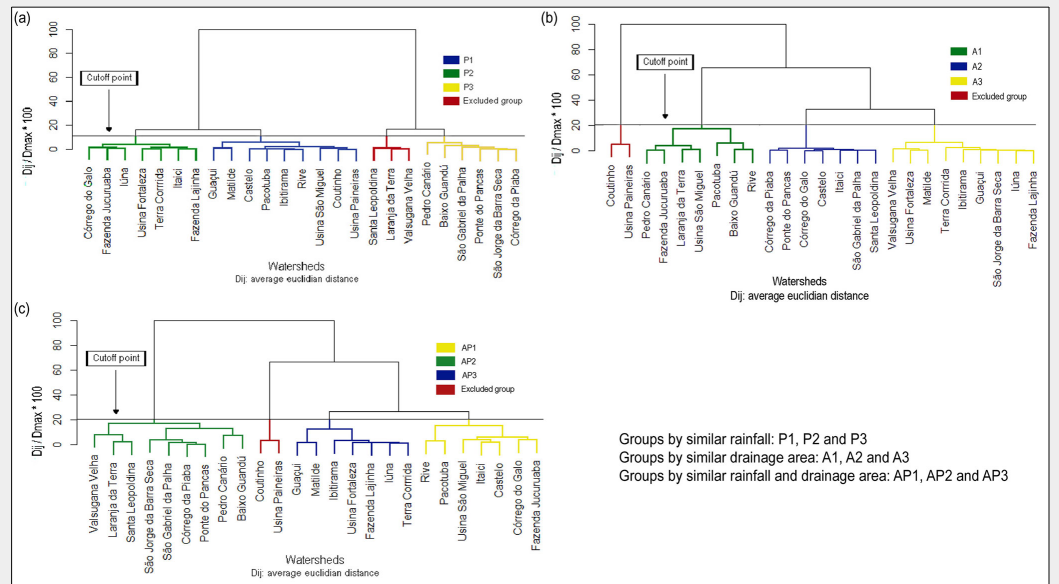 (a)
100
80
60
40
20
0
Dij / Dmax * 100
Cutoff point
P1
P2
P3
Excluded group
Córrego do Galo
Fazenda Jucuruaba
Iúna
Usina Fortaleza
Terra Corrida
Itaici
Fazenda Lajinha
Guaçuí
Matilde
Castelo
Pacotuba
Ibitirama
Rive
Usina São Miguel
Coutinho
Usina Paineiras
Santa Leopoldina
Laranja da Terra
Valsugana Velha
Pedro Canário
Baixo Guandú
São Gabriel da Palha
Ponte do Pancas
São Jorge da Barra Seca
Córrego da Piaba
Watersheds
Dij: average euclidian distance
(b)
100
80
60
40
20
0
Dij / Dmax * 100
Cutoff point
A1
A2
A3
Excluded group
Coutinho
Usina Paineiras
Pedro Canário
Fazenda Jucuruaba
Laranja da Terra
Usina São Miguel
Pacotuba
Baixo Guandú
Rive
Córrego da Piaba
Ponte do Pancas
Córrego do Galo
Castelo
Itaici
São Gabriel da Palha
Santa Leopoldina
Valsugana Velha
Usina Fortaleza
Matilde
Terra Corrida
Ibitirama
Guaçuí
São Jorge da Barra Seca
Iúna
Fazenda Lajinha
Watersheds
Dij: average euclidian distance
(c)
100
80
60
40
20
0
Dij / Dmax * 100
Cutoff point
AP1
AP2
AP3
Excluded group
Valsugana Velha
Laranja da Terra
Santa Leopoldina
São Jorge da Barra Seca
São Gabriel da Palha
Córrego da Piaba
Ponte do Pancas
Pedro Canário
Baixo Guandú
Coutinho
Usina Paineiras
Guaçuí
Matilde
Ibitirama
Usina Fortaleza
Fazenda Lajinha
Iúna
Terra Corrida
Rive
Pacotuba
Usina São Miguel
Itaici
Castelo
Córrego do Galo
Fazenda Jucuruaba
Watersheds
Dij: average euclidian distance
Groups by similar rainfall: P1, P2 and P3
Groups by similar drainage area: A1, A2 and A3
Groups by similar rainfall and drainage area: AP1, AP2 and AP3